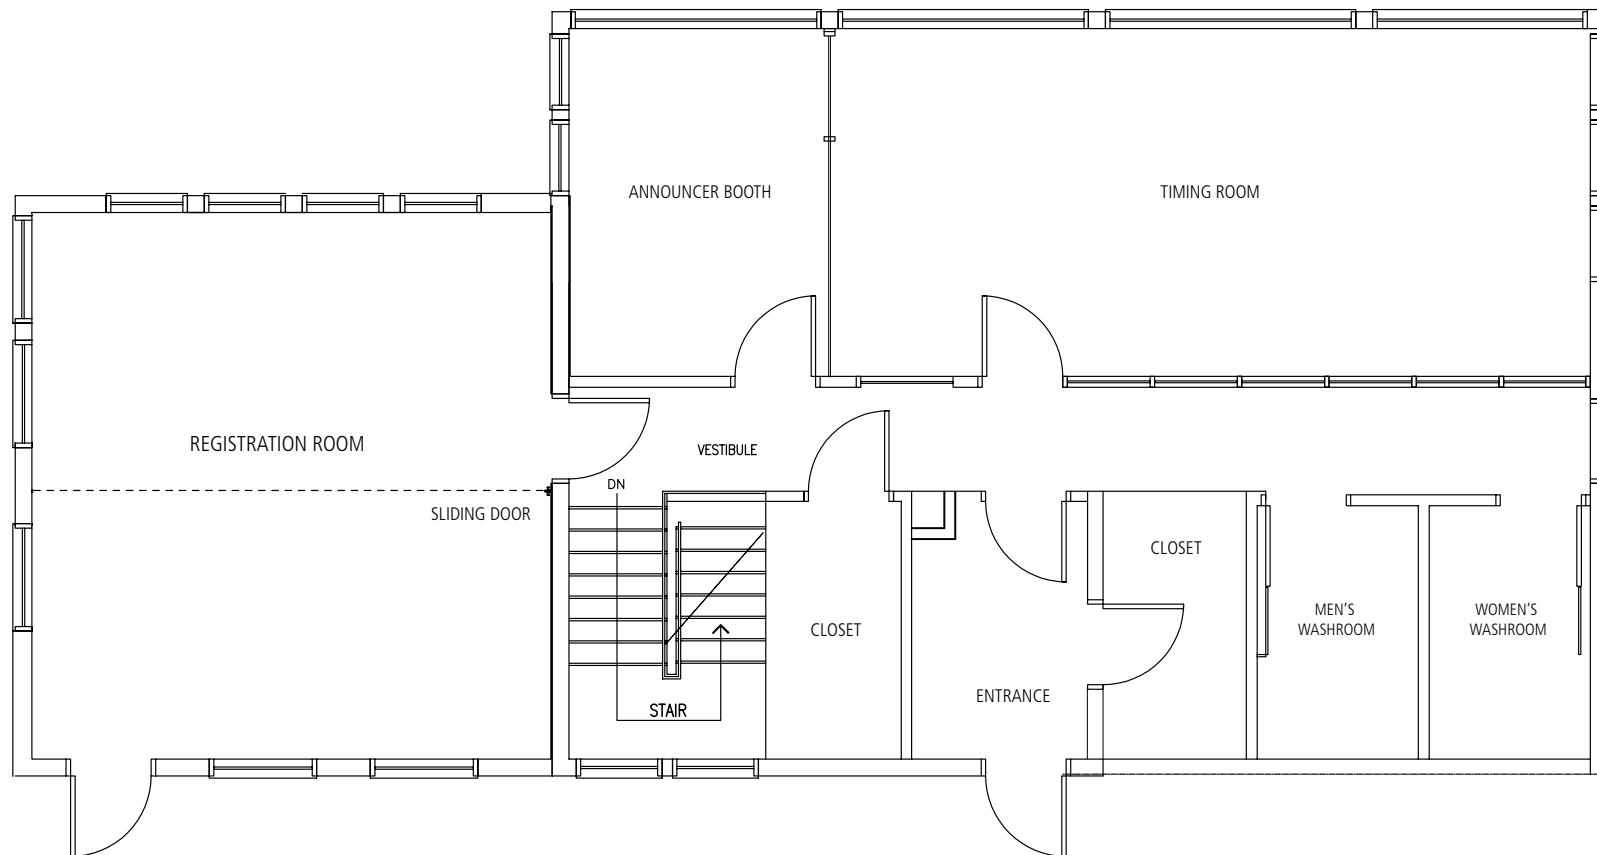 ANNOUNCER BOOTH
TIMING ROOM
REGISTRATION ROOM
VESTIBULE
DN
SLIDING DOOR
CLOSET
CLOSET
MEN'S
WASHROOM
WOMEN'S
WASHROOM
ENTRANCE
STAIR